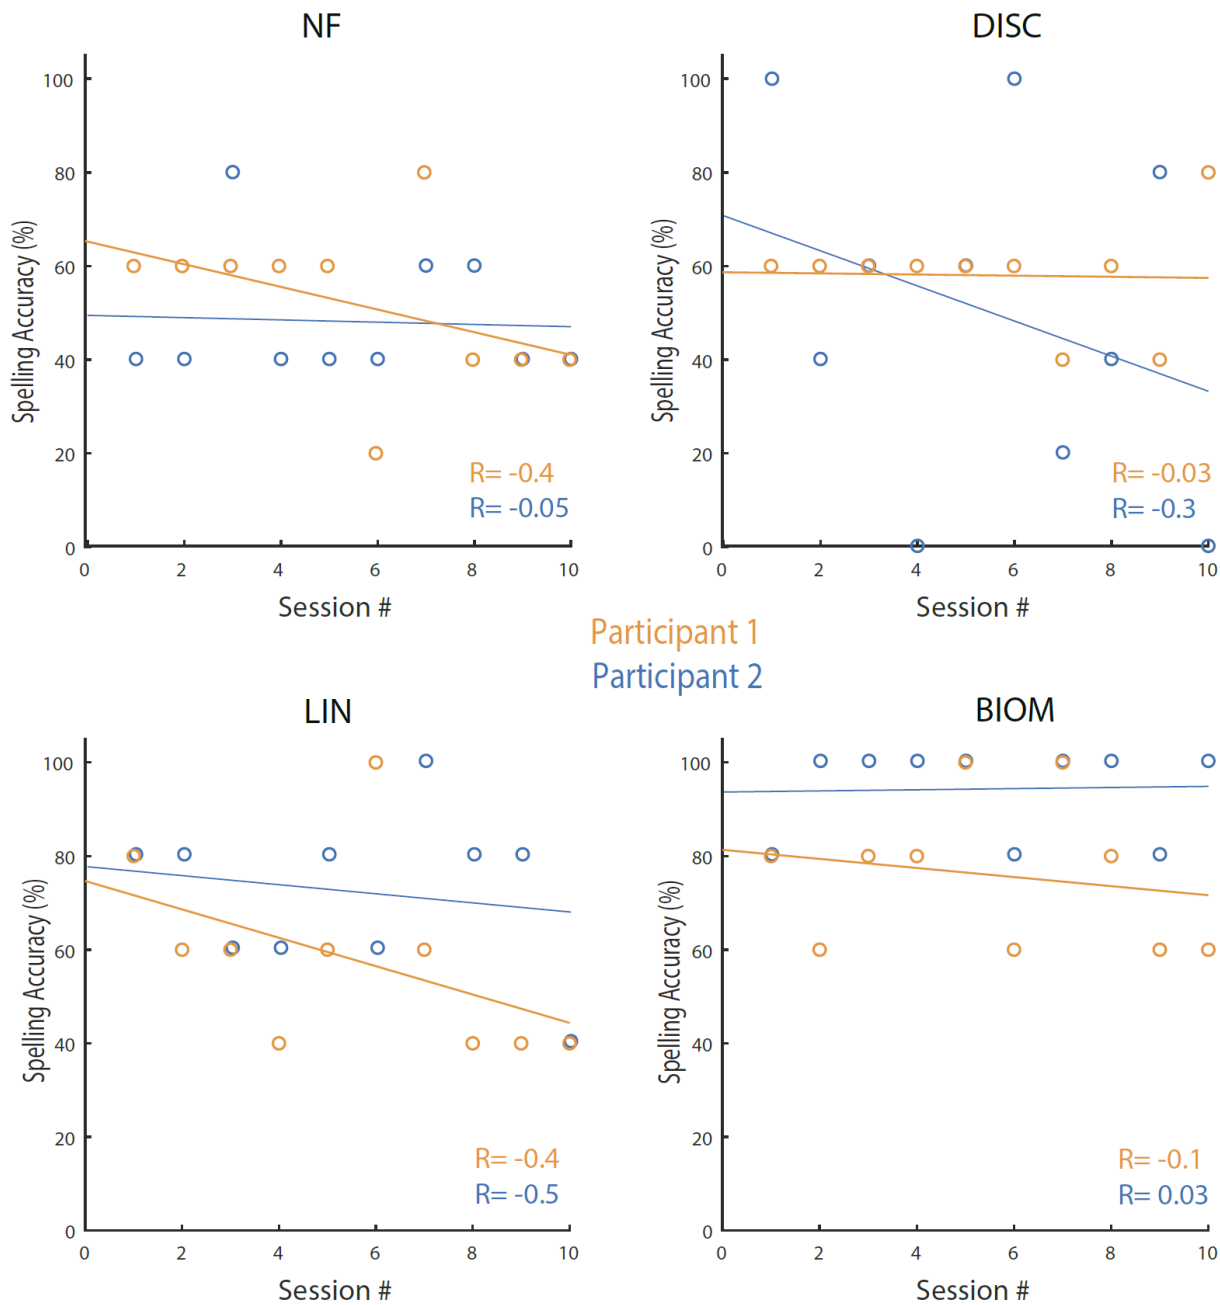 NF
100
80
60
40
20
0
Spelling Accuracy (%)
R= -0.4
R= -0.05
0 2 4 6 8 10
Session #
DISC
100
80
60
40
20
0
Spelling Accuracy (%)
R= -0.03
R= -0.3
0 2 4 6 8 10
Session #
Participant 1
Participant 2
LIN
100
80
60
40
20
0
Spelling Accuracy (%)
R= -0.4
R= -0.5
0 2 4 6 8 10
Session #
BIOM
100
80
60
40
20
0
Spelling Accuracy (%)
R= -0.1
R= 0.03
0 2 4 6 8 10
Session #